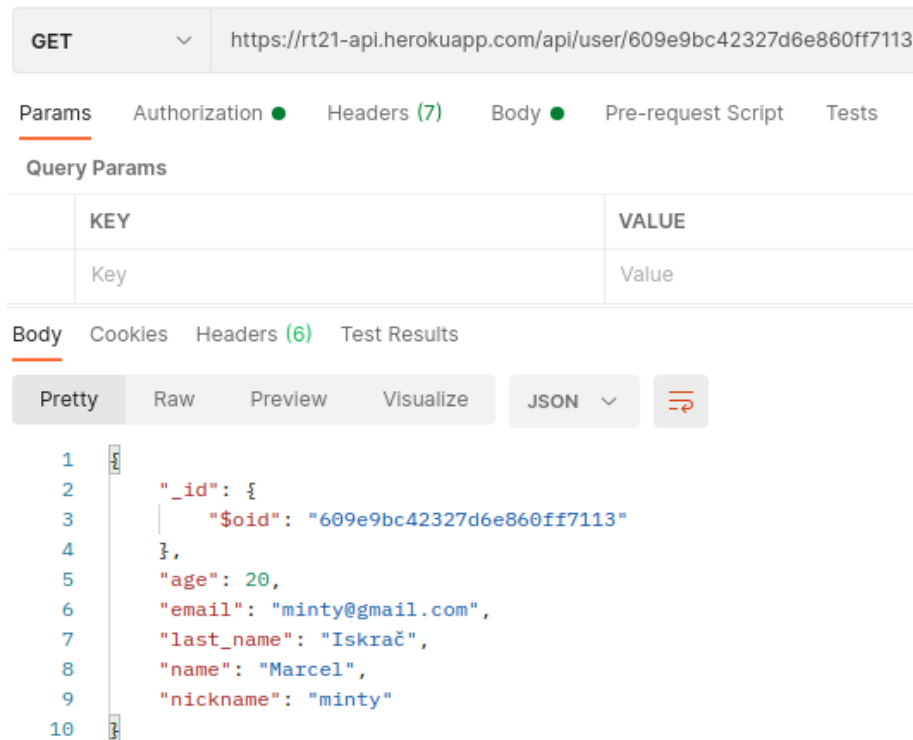 GET https://rt21-api.herokuapp.com/api/user/609e9bc42327d6e860ff7113
Params Authorization Headers (7) Body Pre-request Script Tests
Query Params
KEY VALUE
Key Value
Body Cookies Headers (6) Test Results
Pretty Raw Preview Visualize JSON
1 {
2 "_id": {
3 "$oid": "609e9bc42327d6e860ff7113"
4 },
5 "age": 20,
6 "email": "minty@gmail.com",
7 "last_name": "Iskrač",
8 "name": "Marcel",
9 "nickname": "minty"
10 }